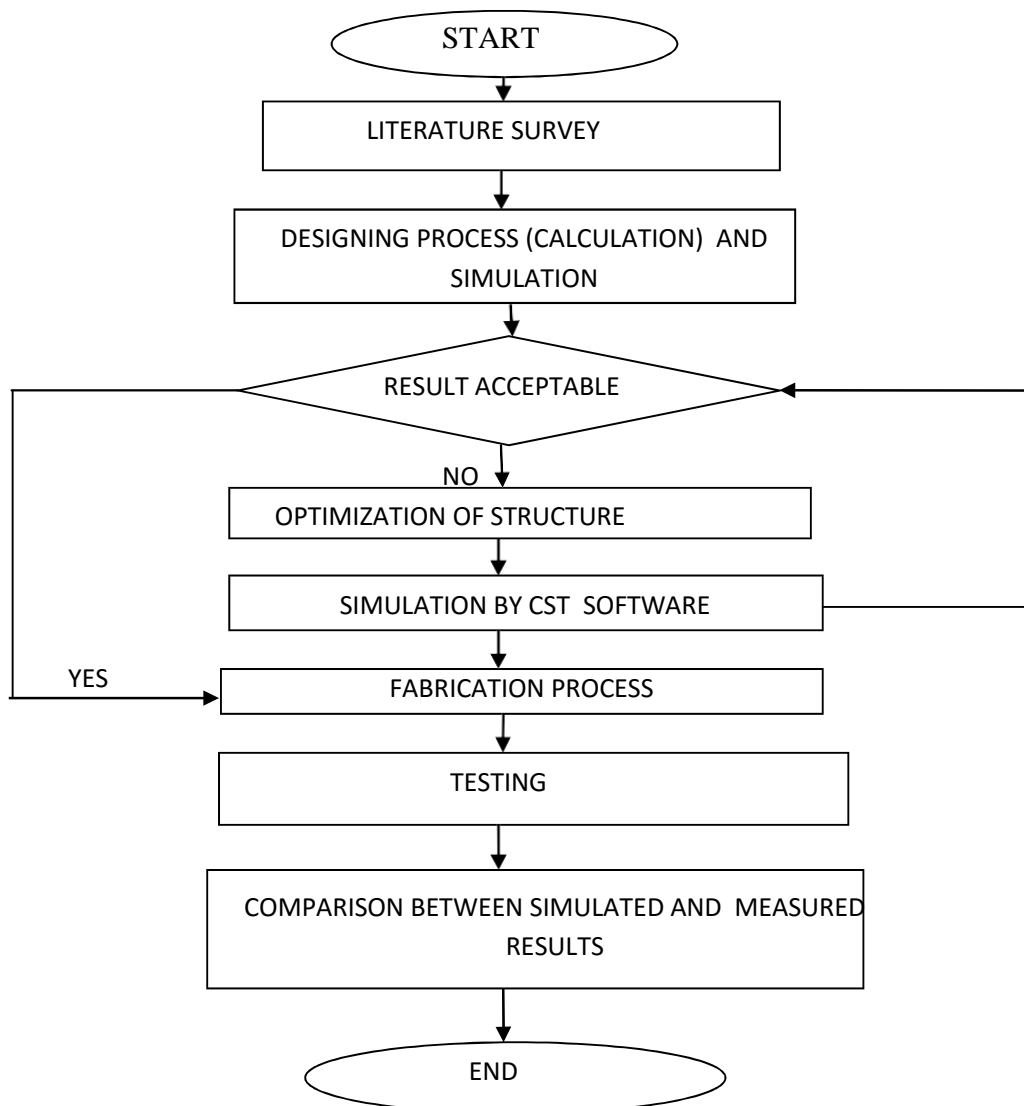 START
LITERATURE SURVEY
DESIGNING PROCESS (CALCULATION) AND
SIMULATION
RESULT ACCEPTABLE
NO
OPTIMIZATION OF STRUCTURE
SIMULATION BY CST SOFTWARE
YES
FABRICATION PROCESS
TESTING
COMPARISON BETWEEN SIMULATED AND MEASURED
RESULTS
END